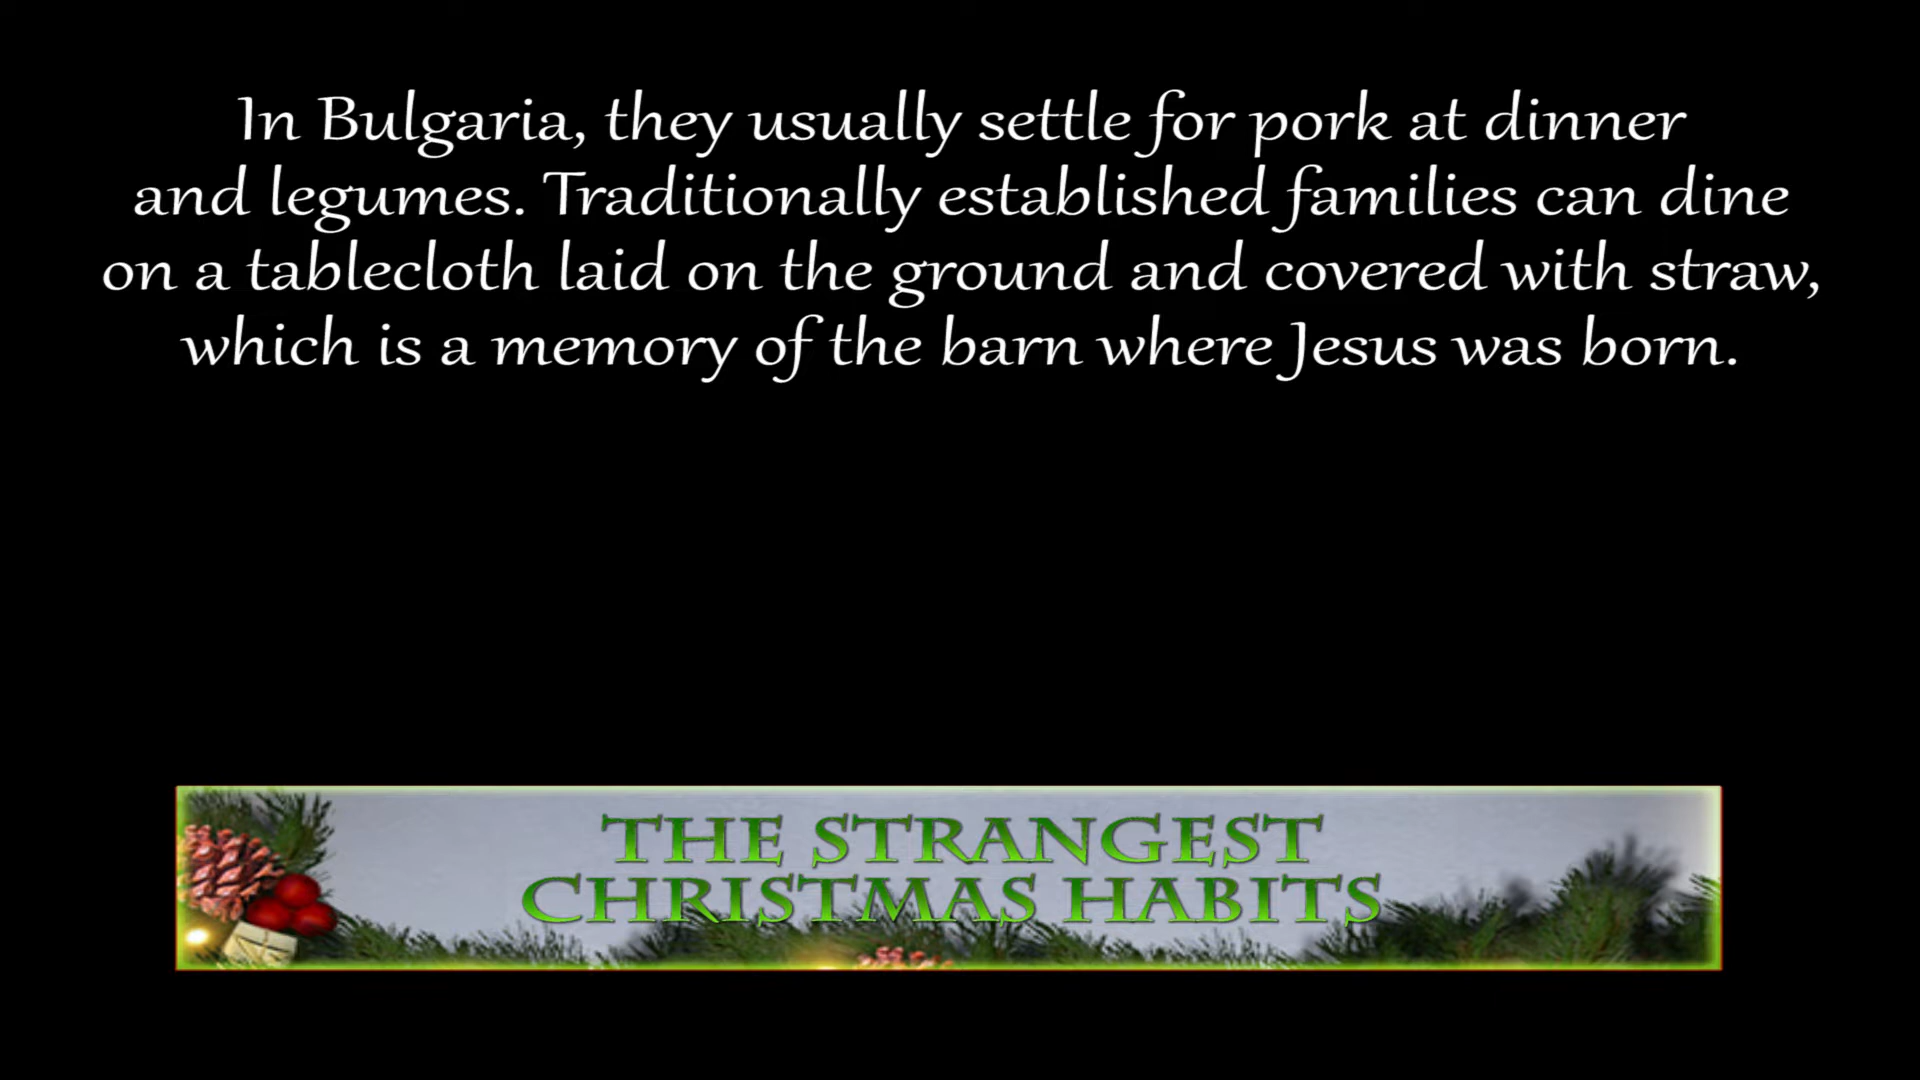 In Bulgaria, they usually settle for pork at dinner
and legumes. Traditionally established families can dine
on a tablecloth laid on the ground and covered with straw,
which is a memory of the barn where Jesus was born.
THE STRANGEST
CHRISTMAS HABITS